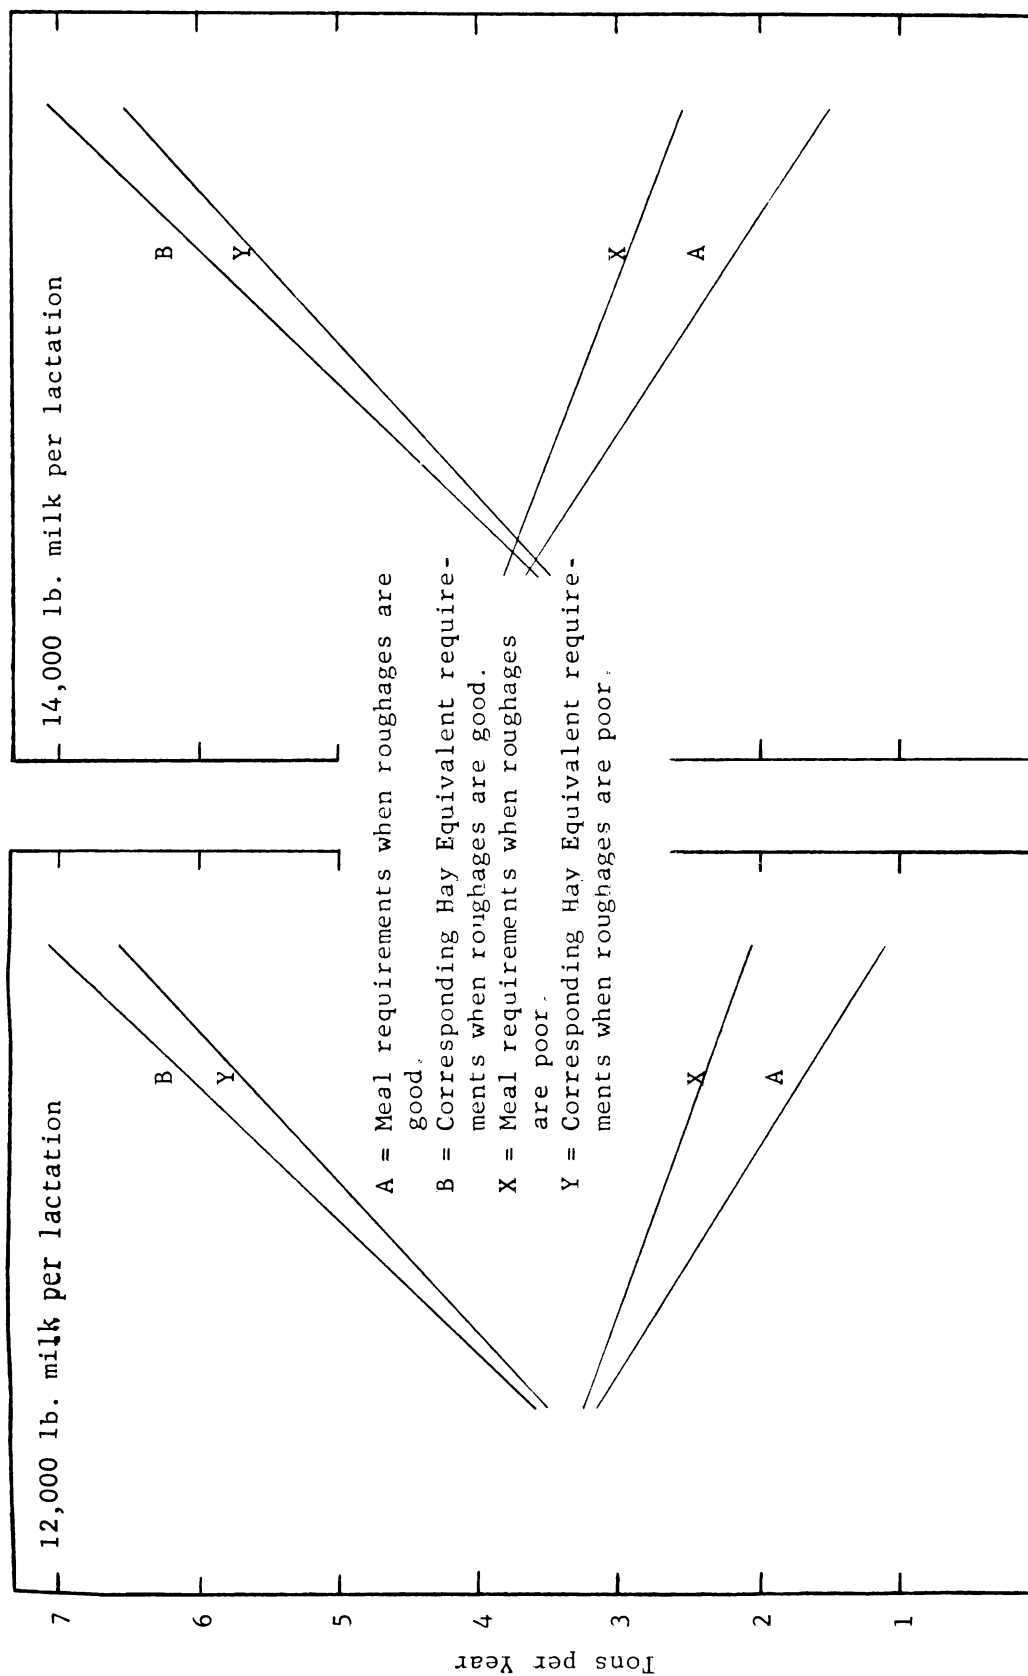 12,000 lb. milk per lactation
14,000 lb. milk per lactation
7
6
5
4
3
2
1
Tons per Year
B
Y
X
A
B
Y
X
A
A = Meal requirements when roughages are
good.
B = Corresponding Hay Equivalent require-
ments when roughages are good.
X = Meal requirements when roughages
are poor.
Y = Corresponding Hay Equivalent require-
ments when roughages are poor.